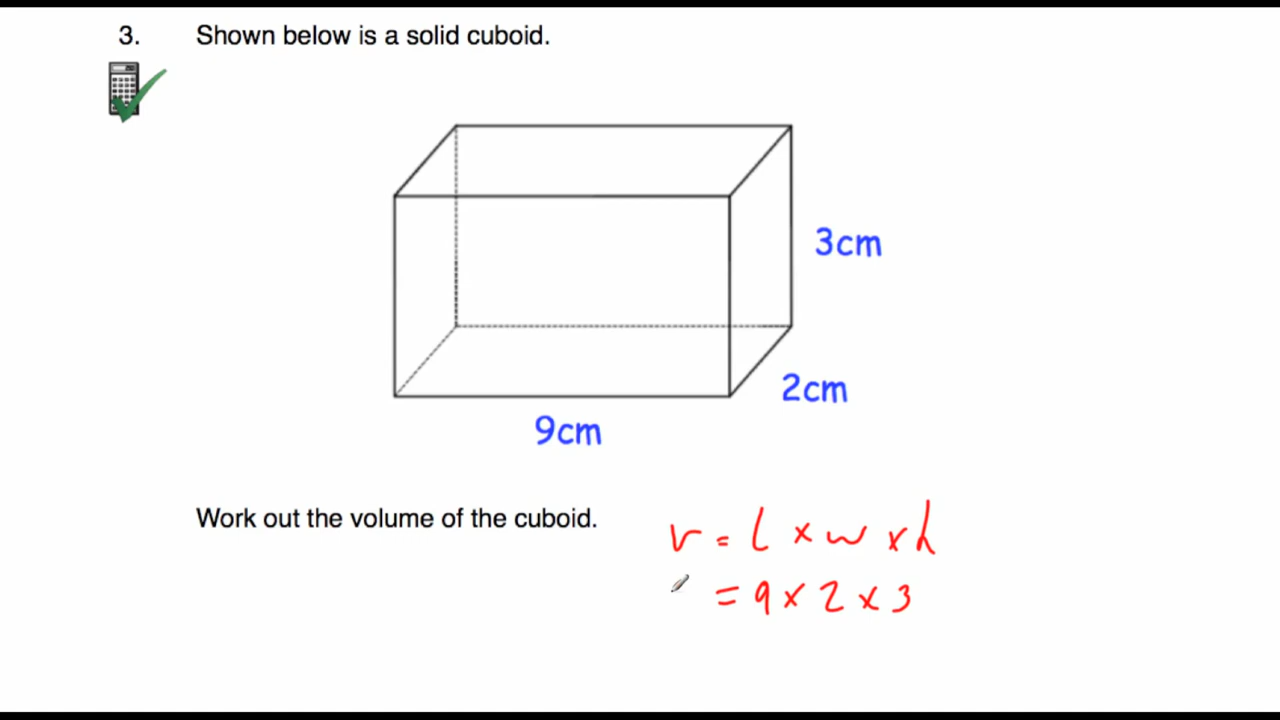 3. Shown below is a solid cuboid.
3cm
2cm
9cm
Work out the volume of the cuboid.
v = l × w × h
= 9 × 2 × 3